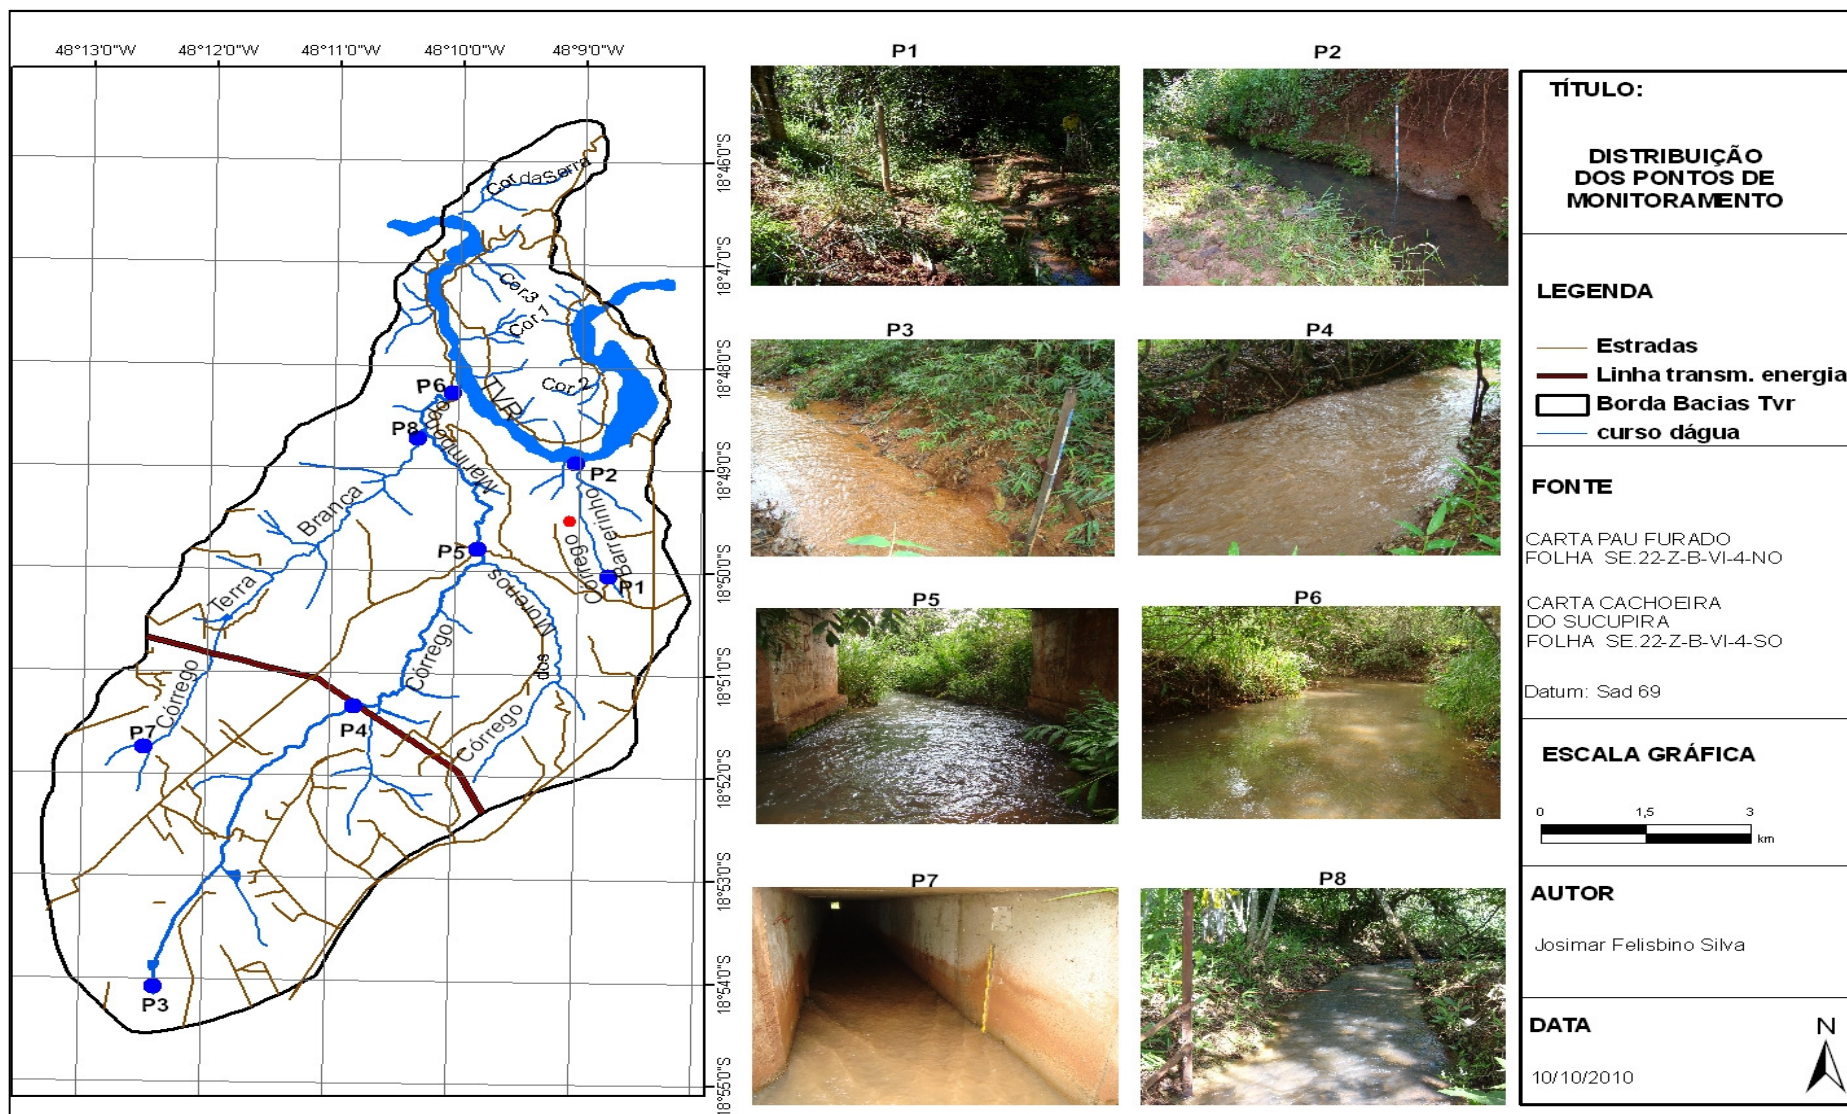 48°13'0"W 48°12'0"W 48°11'0"W 48°10'0"W 48°9'0"W
18°46'0"S
18°47'0"S
18°48'0"S
18°49'0"S
18°50'0"S
18°51'0"S
18°52'0"S
18°53'0"S
18°54'0"S
18°55'0"S
Cor.da Serra
Cor.3
Cor.1
Cor.2
TVR
P6
P8
P2
P5
P1
P4
P7
P3
Córrego Terra Branca
Córrego do Marimbondo
Córrego Barrerinho
Córrego dos Morenos
P1
P2
P3
P4
P5
P6
P7
P8
TÍTULO:
DISTRIBUIÇÃO
DOS PONTOS DE
MONITORAMENTO
LEGENDA
Estradas
Linha transm. energia
Borda Bacias Tvr
curso dágua
FONTE
CARTA PAU FURADO
FOLHA SE.22-Z-B-VI-4-NO
CARTA CACHOEIRA
DO SUCUPIRA
FOLHA SE.22-Z-B-VI-4-SO
Datum: Sad 69
ESCALA GRÁFICA
0 1,5 3
km
AUTOR
Josimar Felisbino Silva
DATA
10/10/2010
N